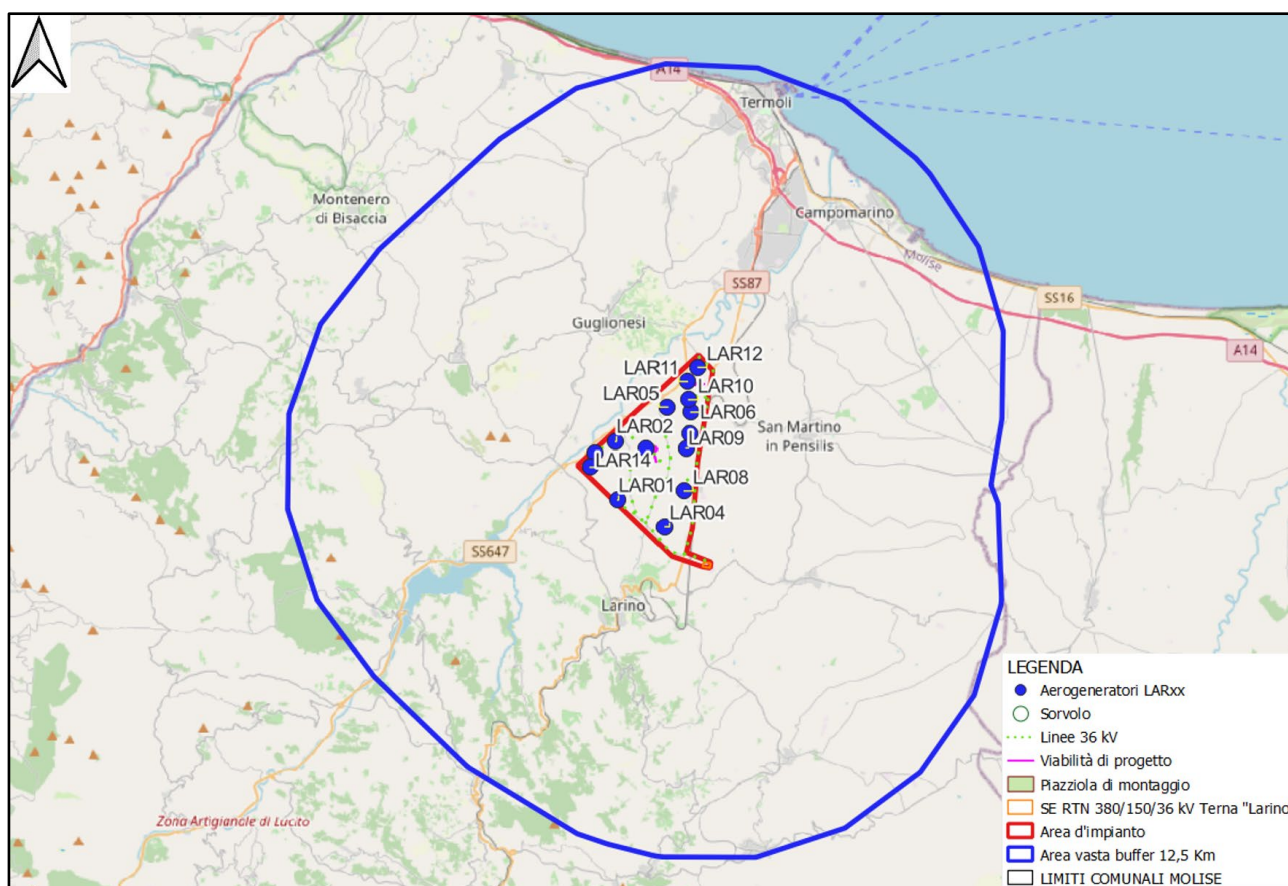 A14
Termoli
Montenero
di Bisaccia
Campomarino
Molise
SS87
SS16
A14
Guglionesi
LAR12
LAR11
LAR10
LAR05
LAR06
LAR02
LAR09
San Martino
in Pensilis
LAR14
LAR01
LAR08
LAR04
SS647
Larino
Zona Artigianale di Lucito
LEGENDA
Aerogeneratori LARxx
Sorvolo
Linee 36 kV
Viabilità di progetto
Piazziola di montaggio
SE RTN 380/150/36 kV Terna "Larino
Area d'impianto
Area vasta buffer 12,5 Km
LIMITI COMUNALI MOLISE